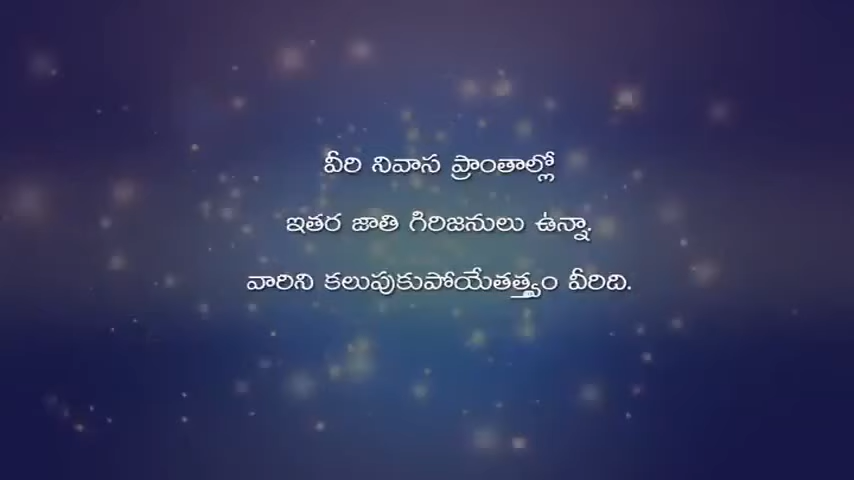 వీరి నివాస ప్రాంతాల్లో
ఇతర జాతి గిరిజనులు ఉన్నా.
వారిని కలుపుకుపోయేతత్త్వం వీరిది.